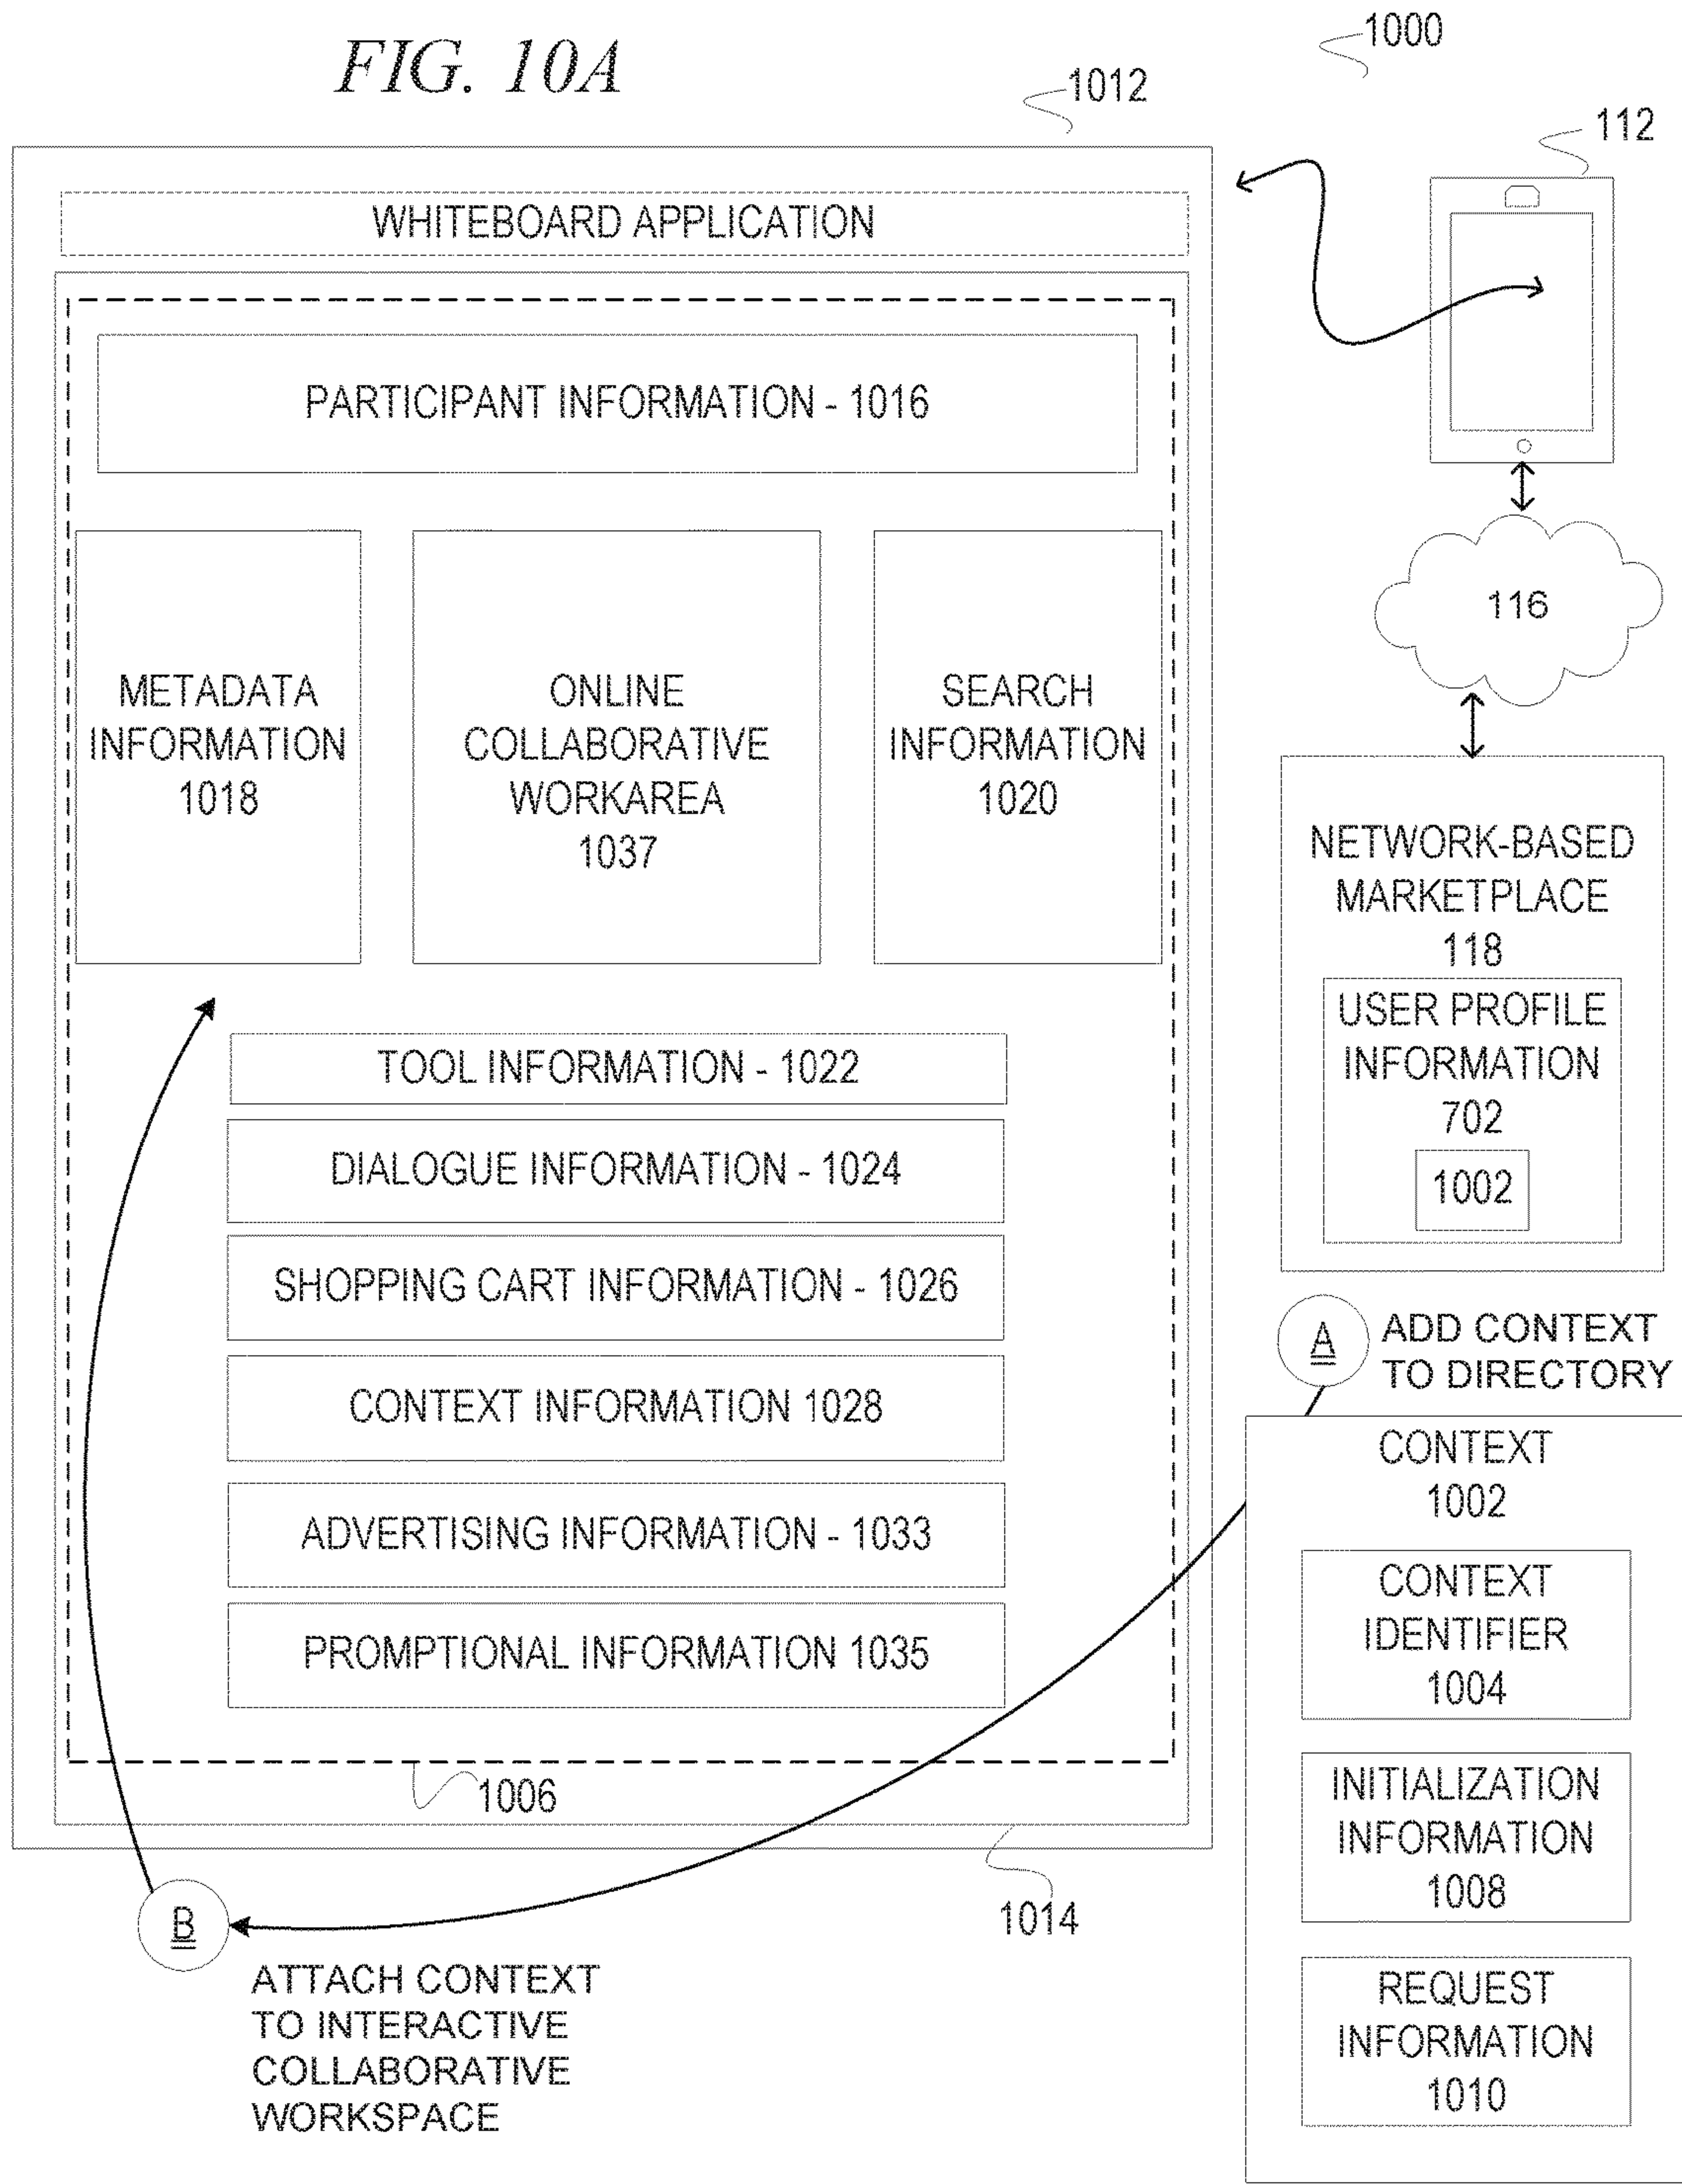 FIG. 10A
1000
1012
112
WHITEBOARD APPLICATION
PARTICIPANT INFORMATION - 1016
METADATA
INFORMATION
1018
ONLINE
COLLABORATIVE
WORKAREA
1037
SEARCH
INFORMATION
1020
TOOL INFORMATION - 1022
DIALOGUE INFORMATION - 1024
SHOPPING CART INFORMATION - 1026
CONTEXT INFORMATION 1028
ADVERTISING INFORMATION - 1033
PROMPTIONAL INFORMATION 1035
1006
1014
116
NETWORK-BASED
MARKETPLACE
118
USER PROFILE
INFORMATION
702
1002
A
ADD CONTEXT
TO DIRECTORY
CONTEXT
1002
CONTEXT
IDENTIFIER
1004
INITIALIZATION
INFORMATION
1008
REQUEST
INFORMATION
1010
B
ATTACH CONTEXT
TO INTERACTIVE
COLLABORATIVE
WORKSPACE